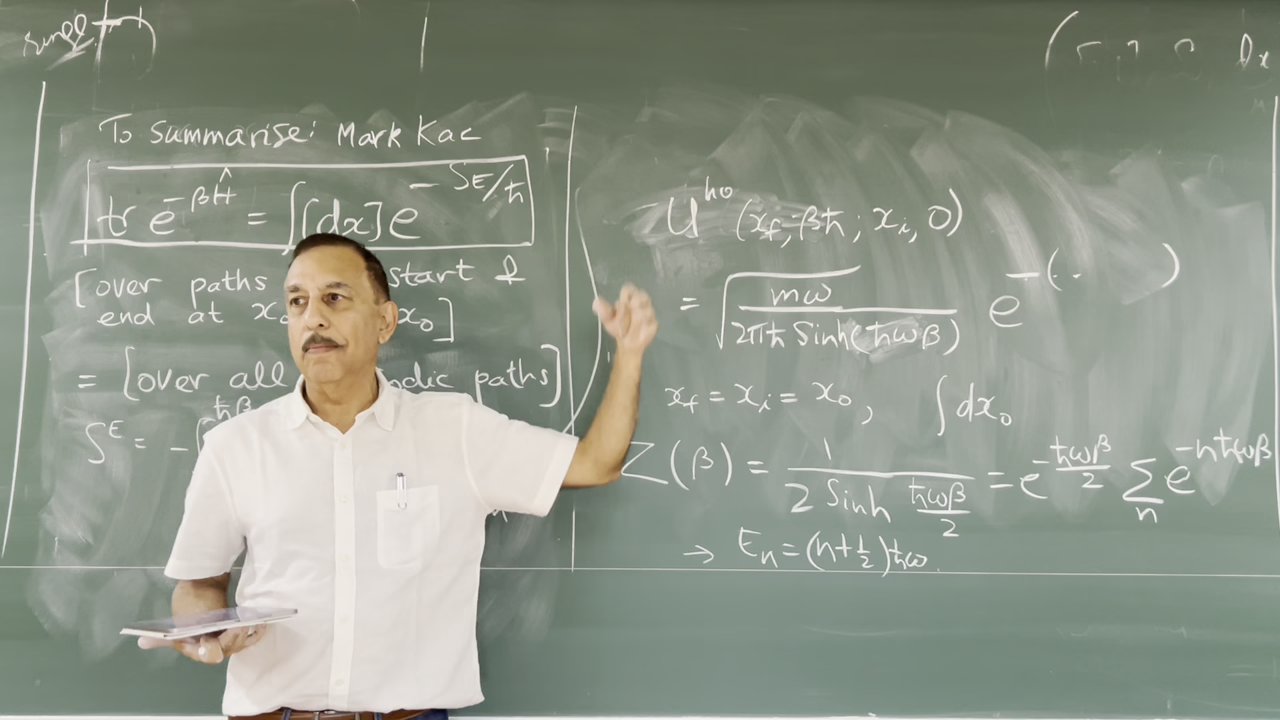 To Summarise: Mark Kac
tr e^{-βĤ} = ∫[dx] e^{-SE/ħ}
[over paths start &
end at x₀ x₀]
= [over all paths]
S^E = -∫^{ħβ}
U^{ho} (x_f, βħ; x_i, 0)
= √(mω / 2πħ Sinh(ħωβ)) e^{-(.. )}
x_f = x_i = x₀, ∫dx₀
Z(β) = 1 / (2 Sinh ħωβ/2) = e^{-ħωβ/2} Σ_n e^{-nħωβ}
→ E_n = (n+½)ħω.